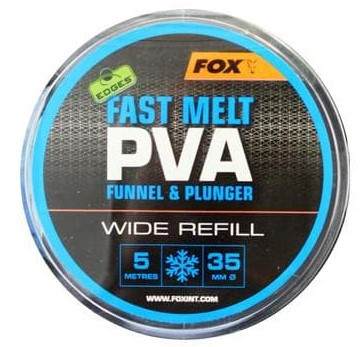 FOX
EDGES
FAST MELT
PVA
FUNNEL & PLUNGER
WIDE REFILL
5 METRES
35 MM Ø
WWW.FOXINT.COM